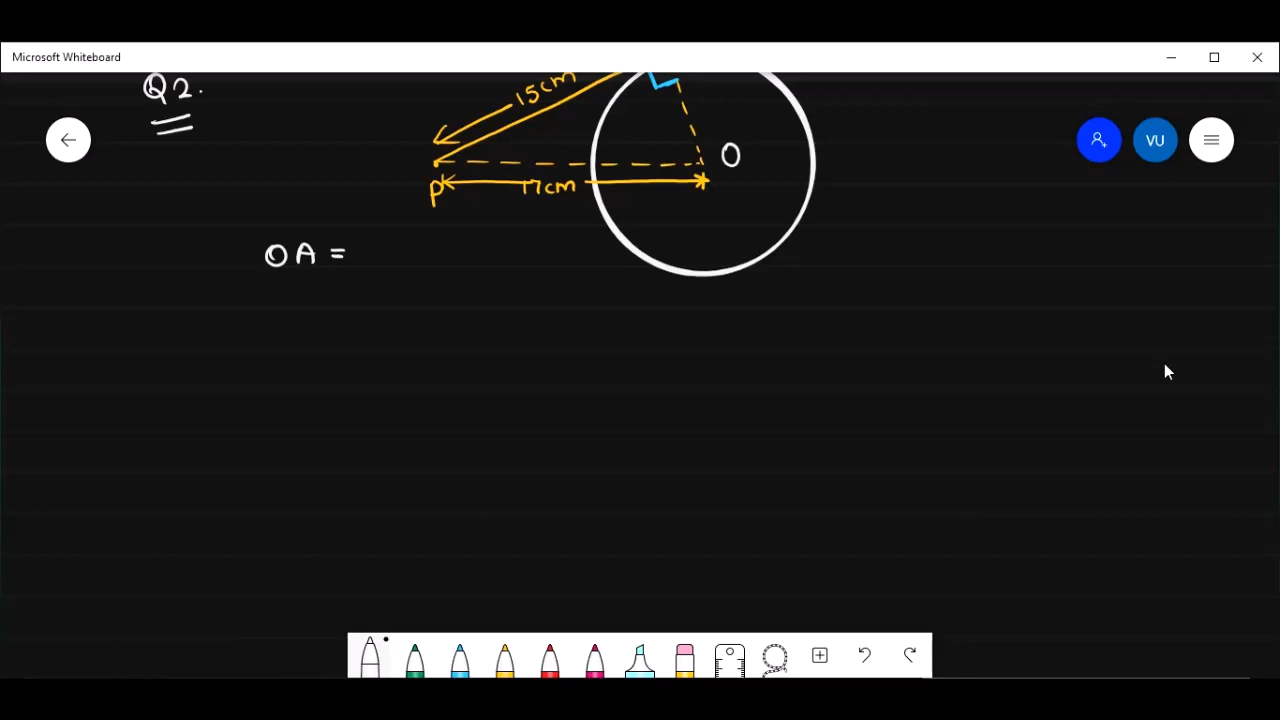 Microsoft Whiteboard
Q2.
15cm
VU
O
P
17cm
OA =